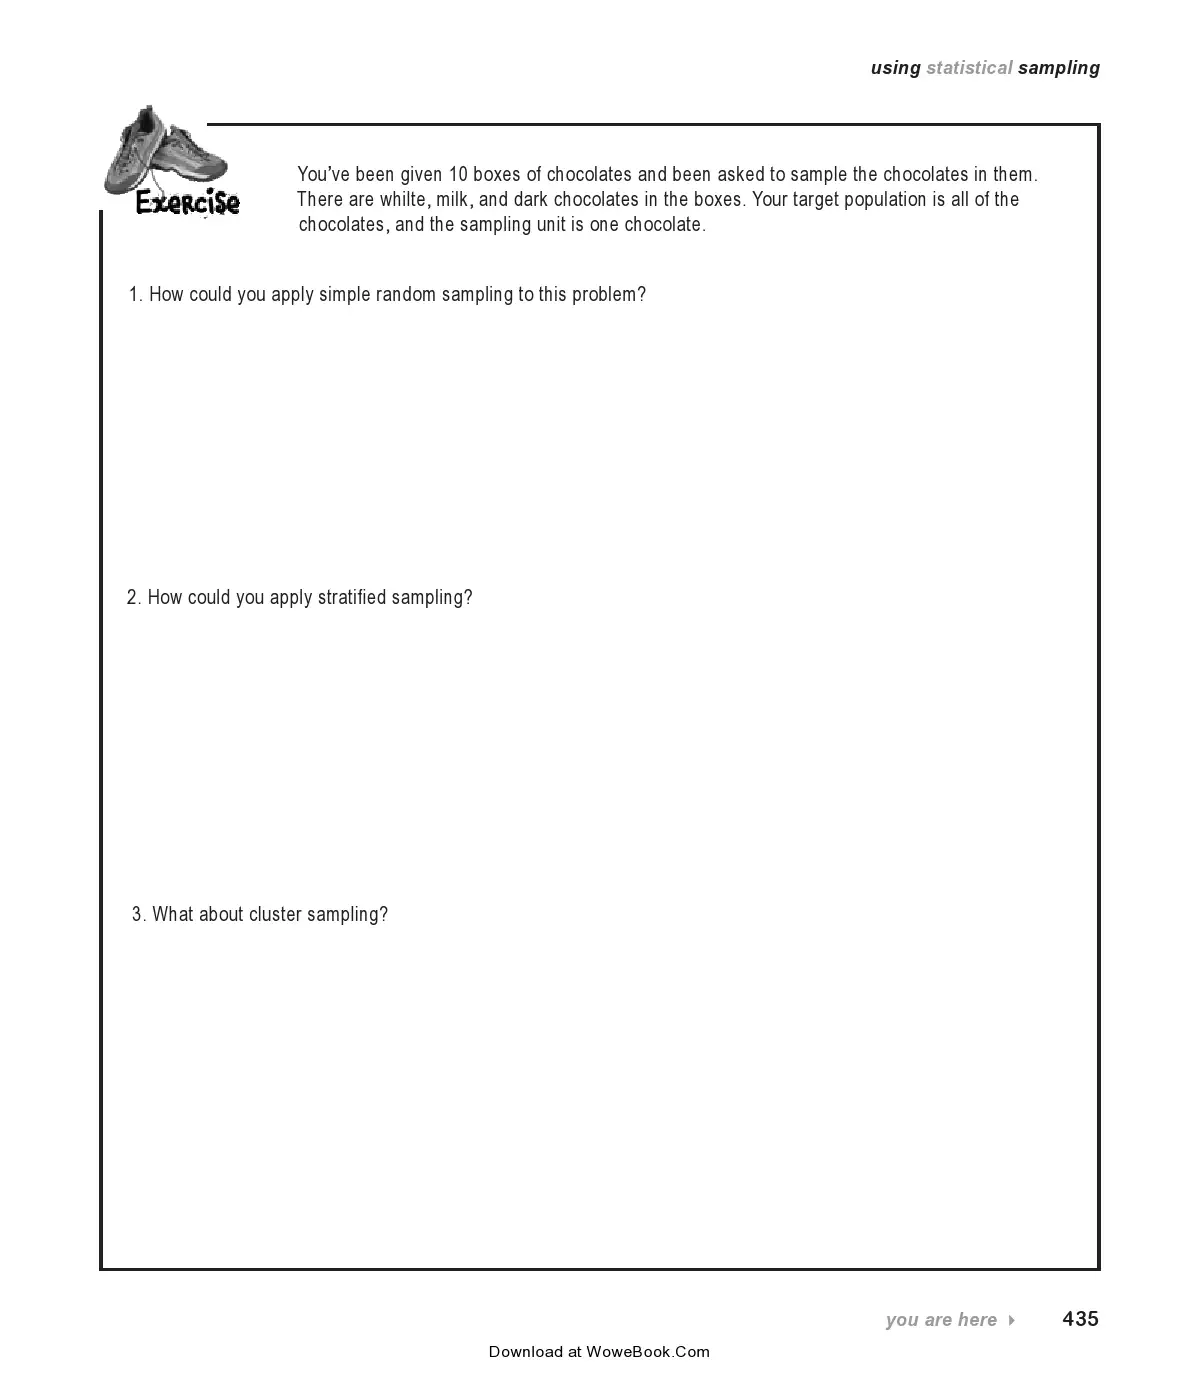 using statistical sampling
Exercise
You’ve been given 10 boxes of chocolates and been asked to sample the chocolates in them.
There are whilte, milk, and dark chocolates in the boxes. Your target population is all of the
chocolates, and the sampling unit is one chocolate.
1. How could you apply simple random sampling to this problem?
2. How could you apply stratified sampling?
3. What about cluster sampling?
you are here
435
Download at WoweBook.Com